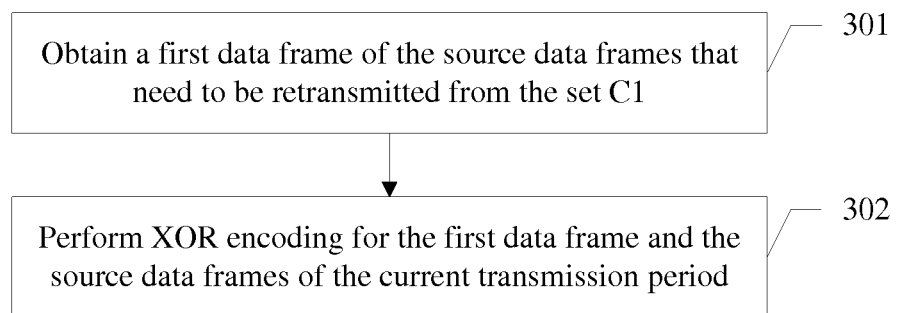 301
Obtain a first data frame of the source data frames that
need to be retransmitted from the set C1
302
Perform XOR encoding for the first data frame and the
source data frames of the current transmission period